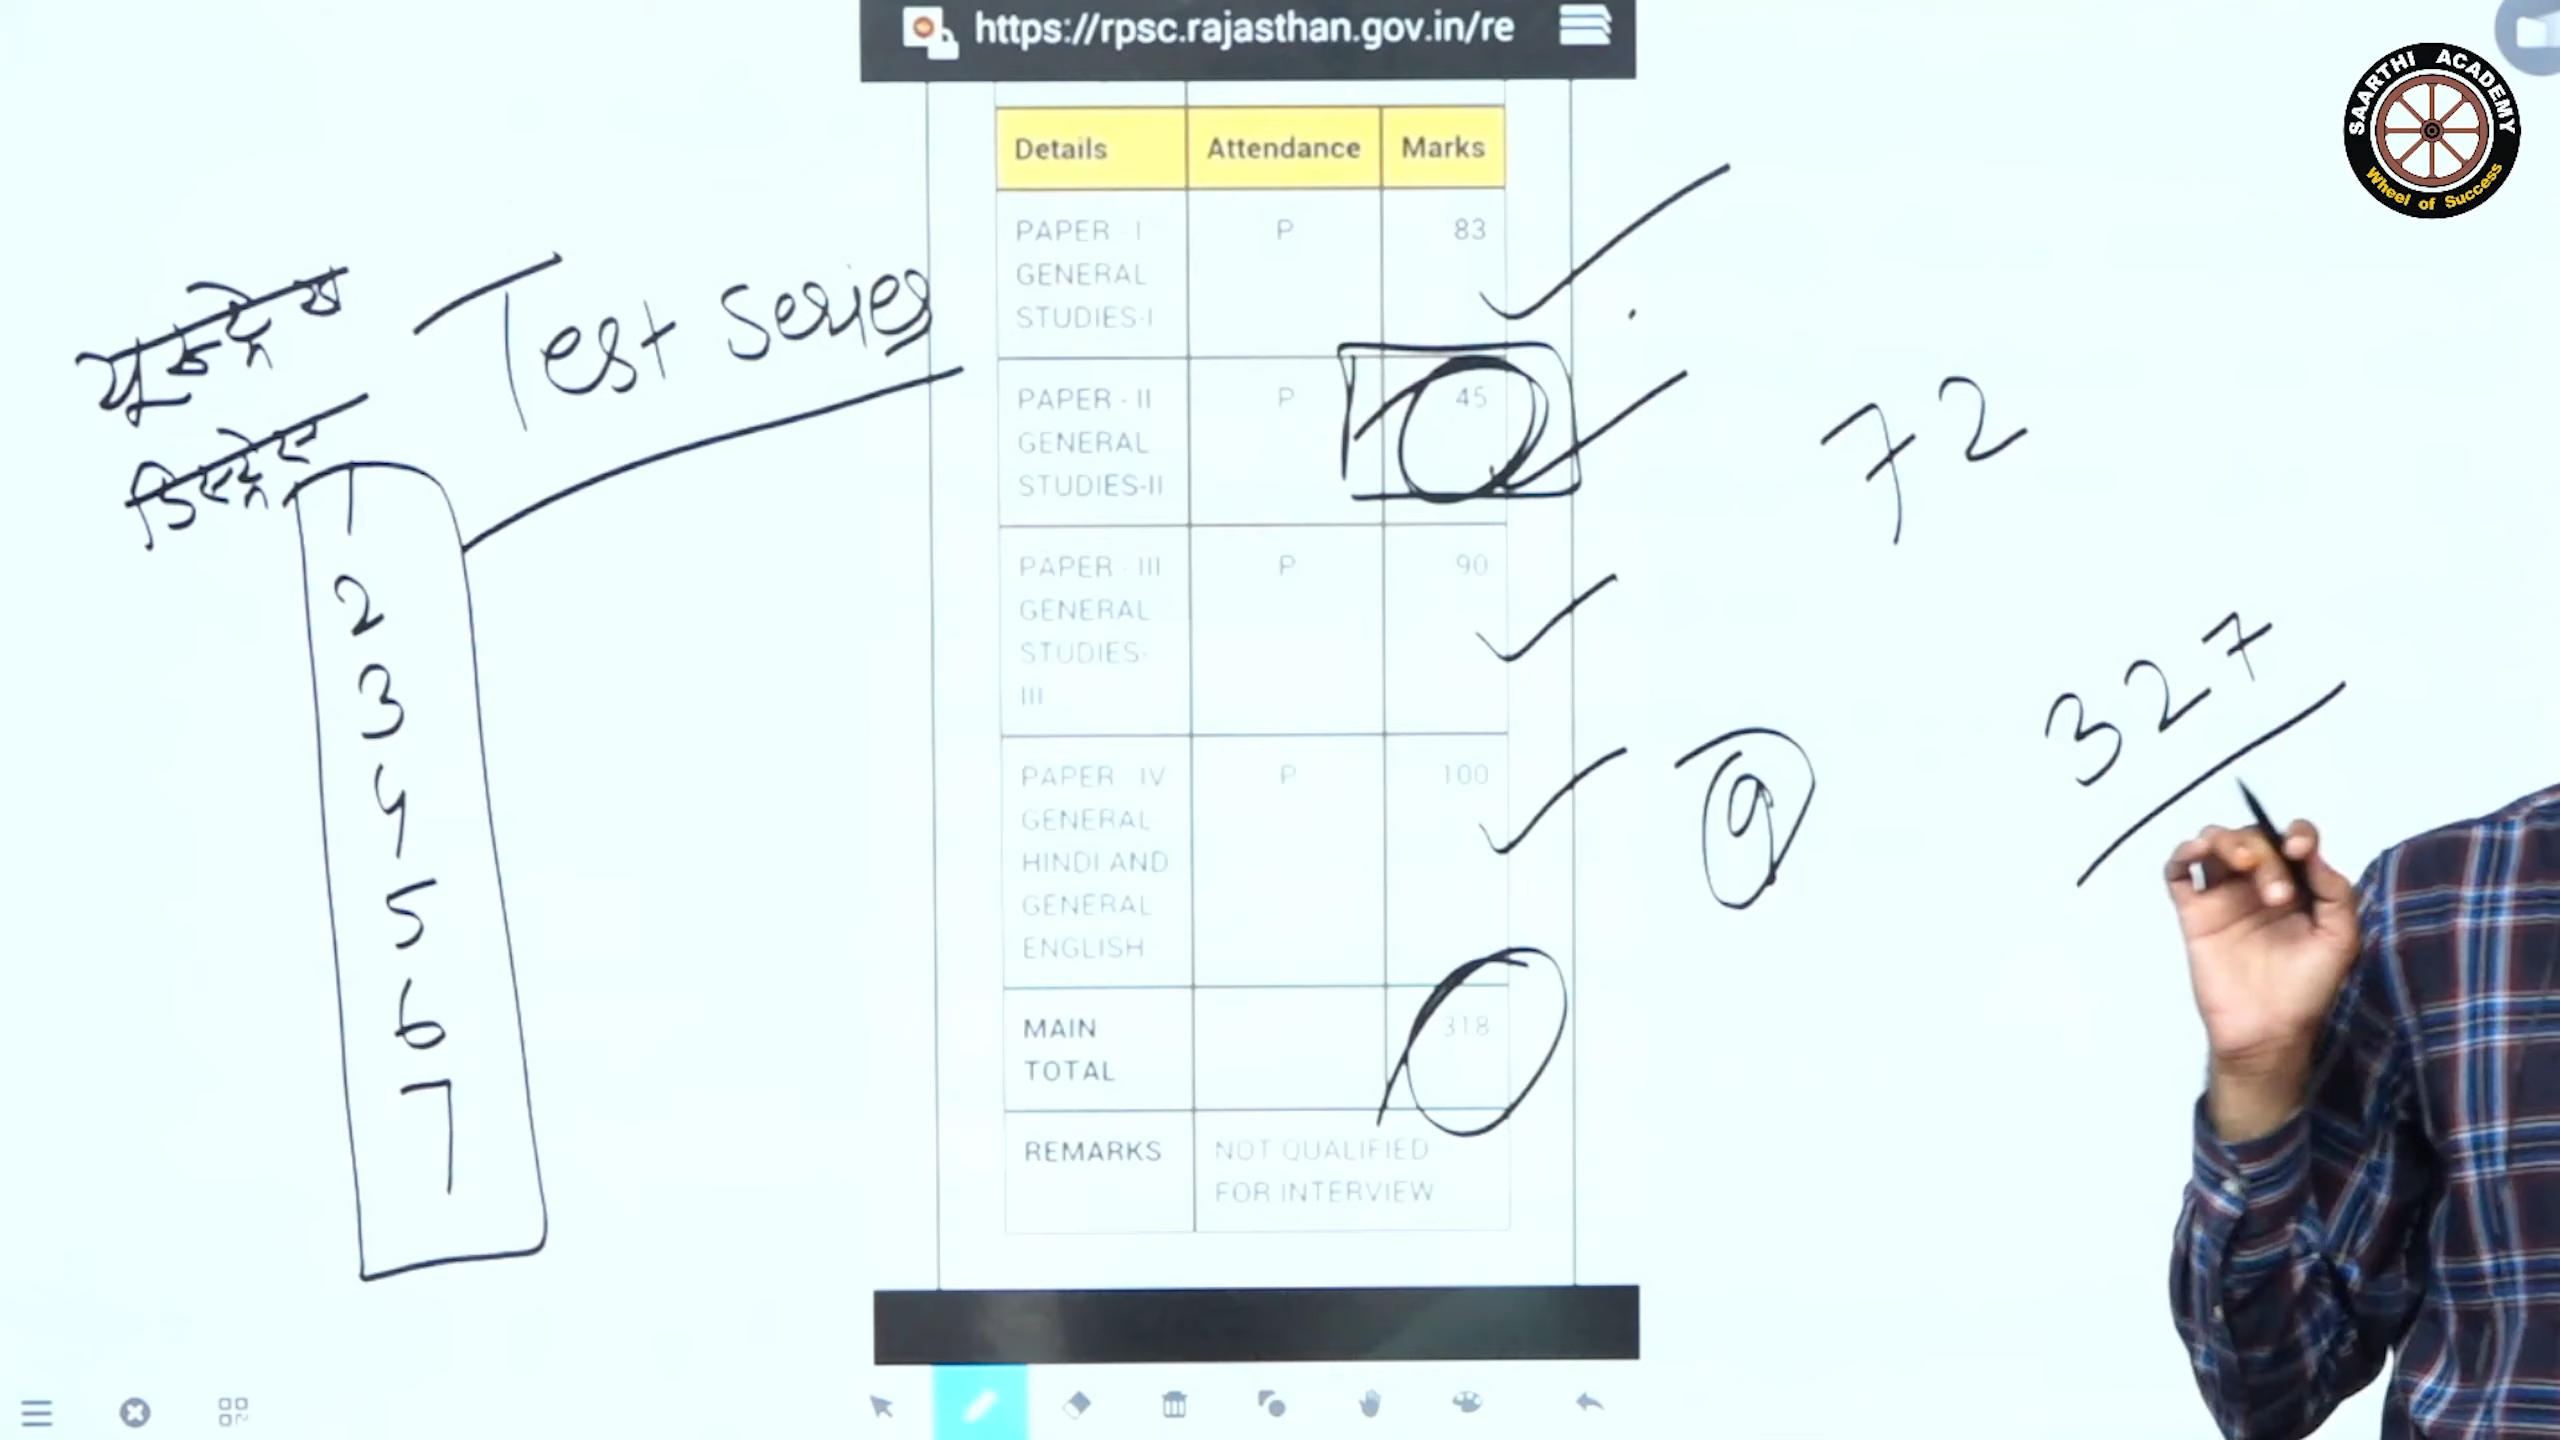 https://rpsc.rajasthan.gov.in/re
SAARTHI ACADEMY
Wheel of Success
Details Attendance Marks
PAPER - I GENERAL STUDIES-I P 83
PAPER - II GENERAL STUDIES-II P 45
PAPER - III GENERAL STUDIES-III P 90
PAPER - IV GENERAL HINDI AND GENERAL ENGLISH P 100
MAIN TOTAL 318
REMARKS NOT QUALIFIED FOR INTERVIEW
Test series
1
2
3
4
5
6
7
72
327
9